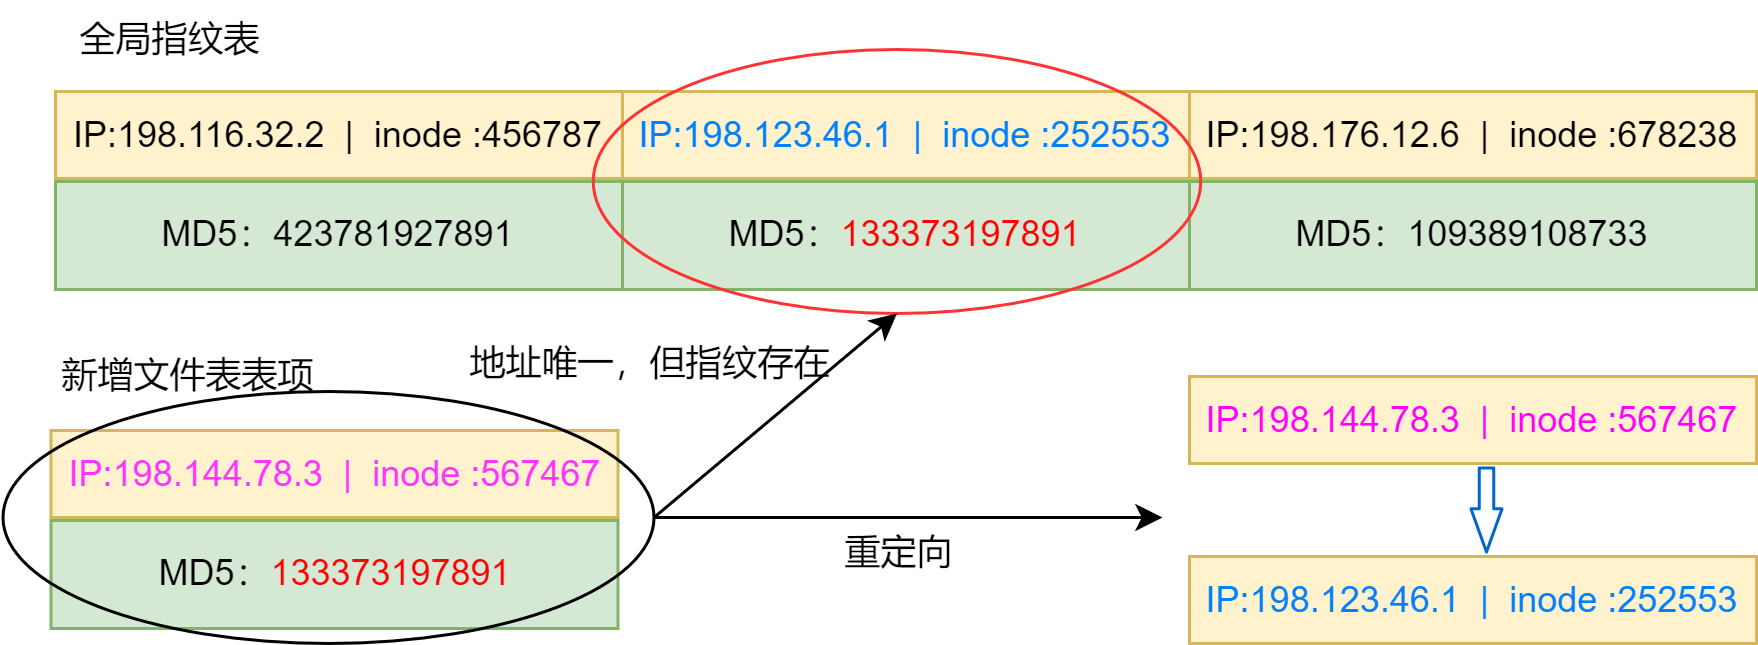 全局指纹表
IP:198.116.32.2 | inode :456787
IP:198.123.46.1 | inode :252553
IP:198.176.12.6 | inode :678238
MD5：423781927891
MD5：133373197891
MD5：109389108733
地址唯一，但指纹存在
新增文件表表项
IP:198.144.78.3 | inode :567467
MD5：133373197891
重定向
IP:198.144.78.3 | inode :567467
IP:198.123.46.1 | inode :252553